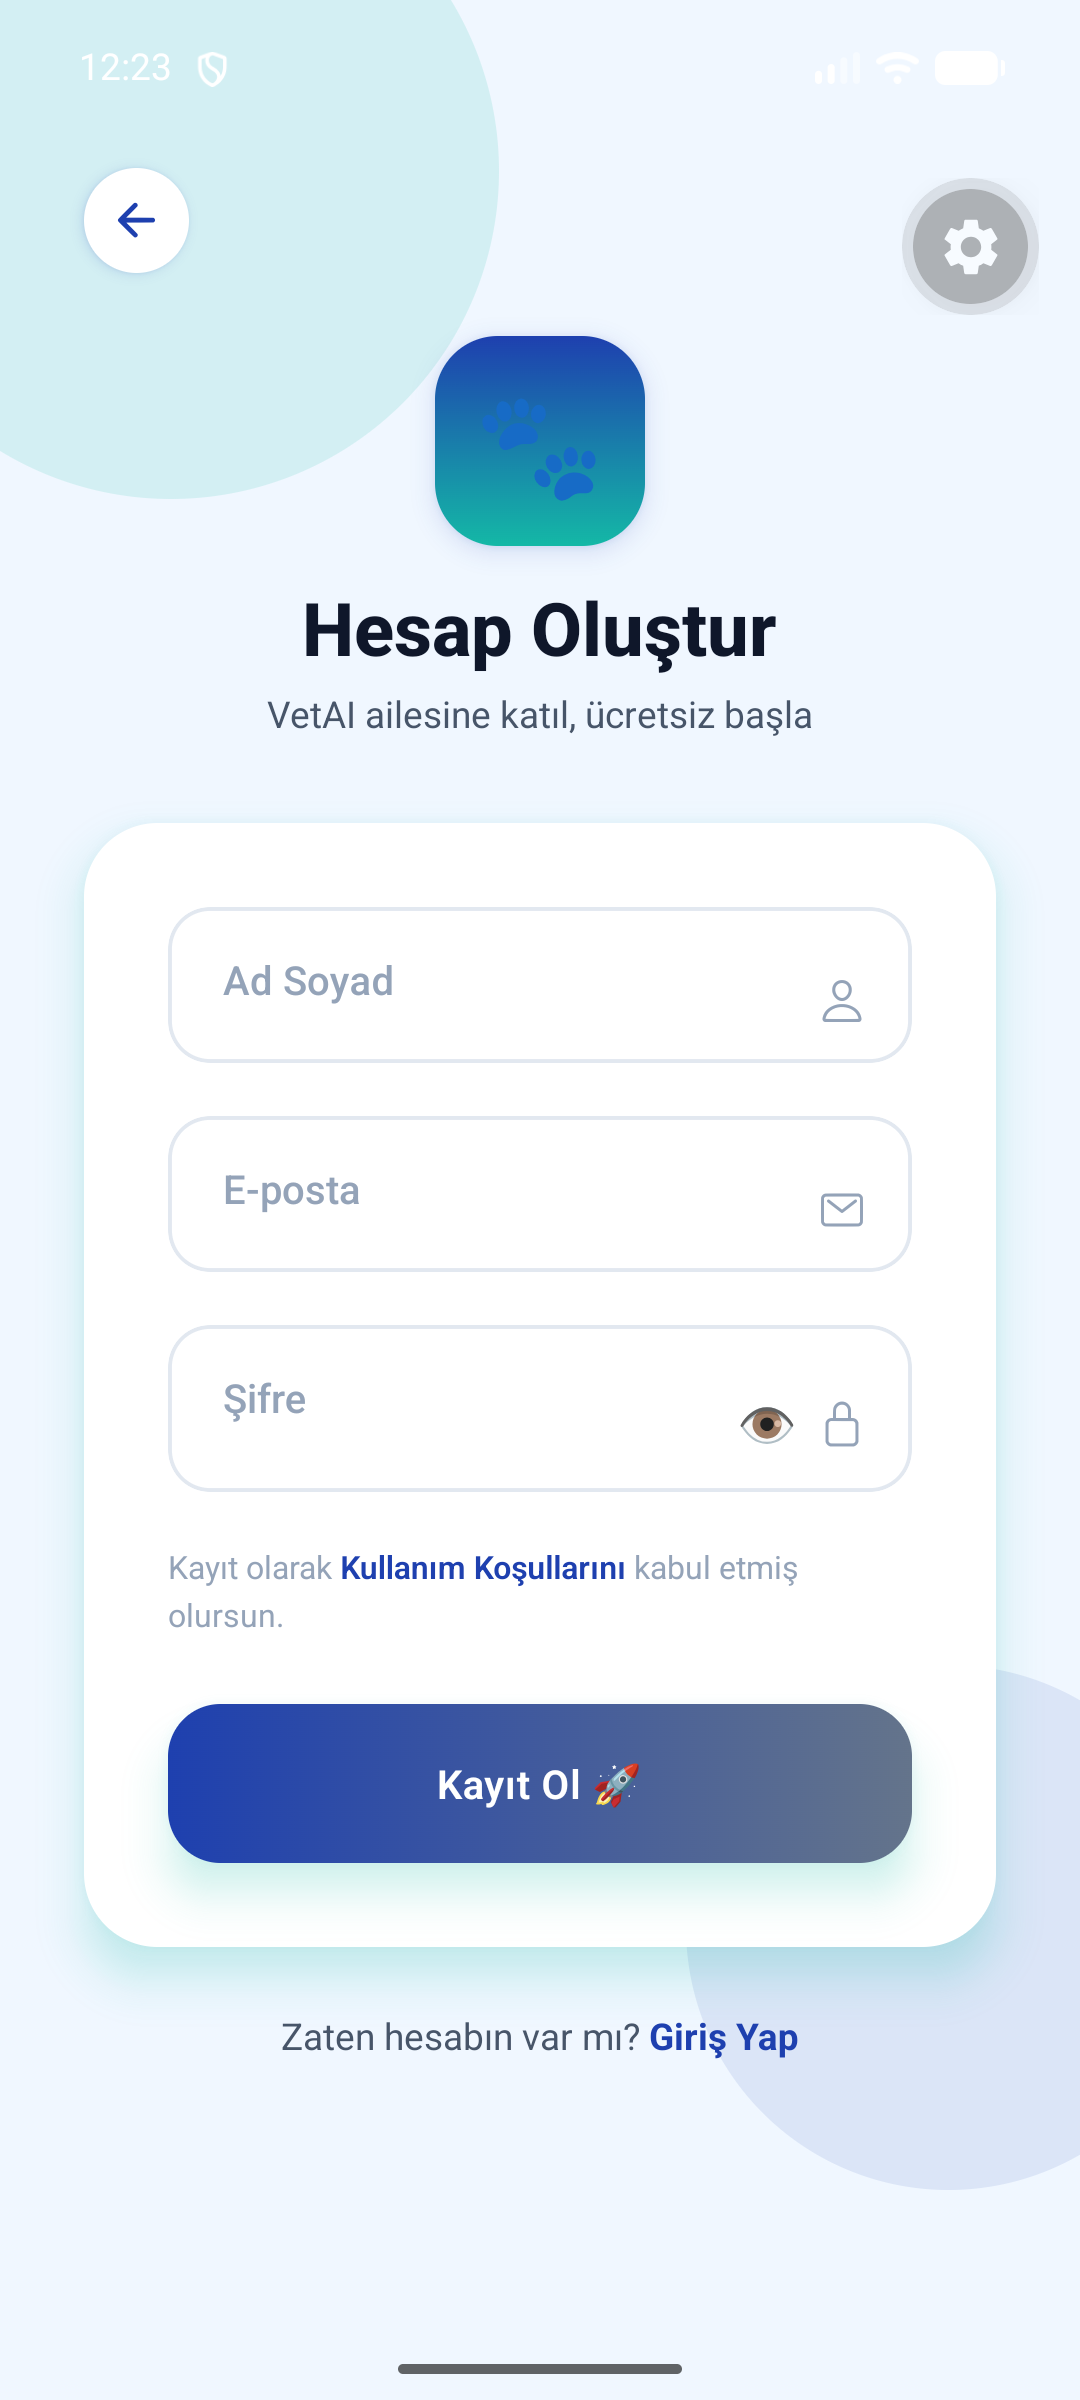 12:23
Hesap Oluştur
VetAI ailesine katıl, ücretsiz başla
Ad Soyad
E-posta
Şifre
Kayıt olarak Kullanım Koşullarını kabul etmiş
olursun.
Kayıt Ol 🚀
Zaten hesabın var mı? Giriş Yap